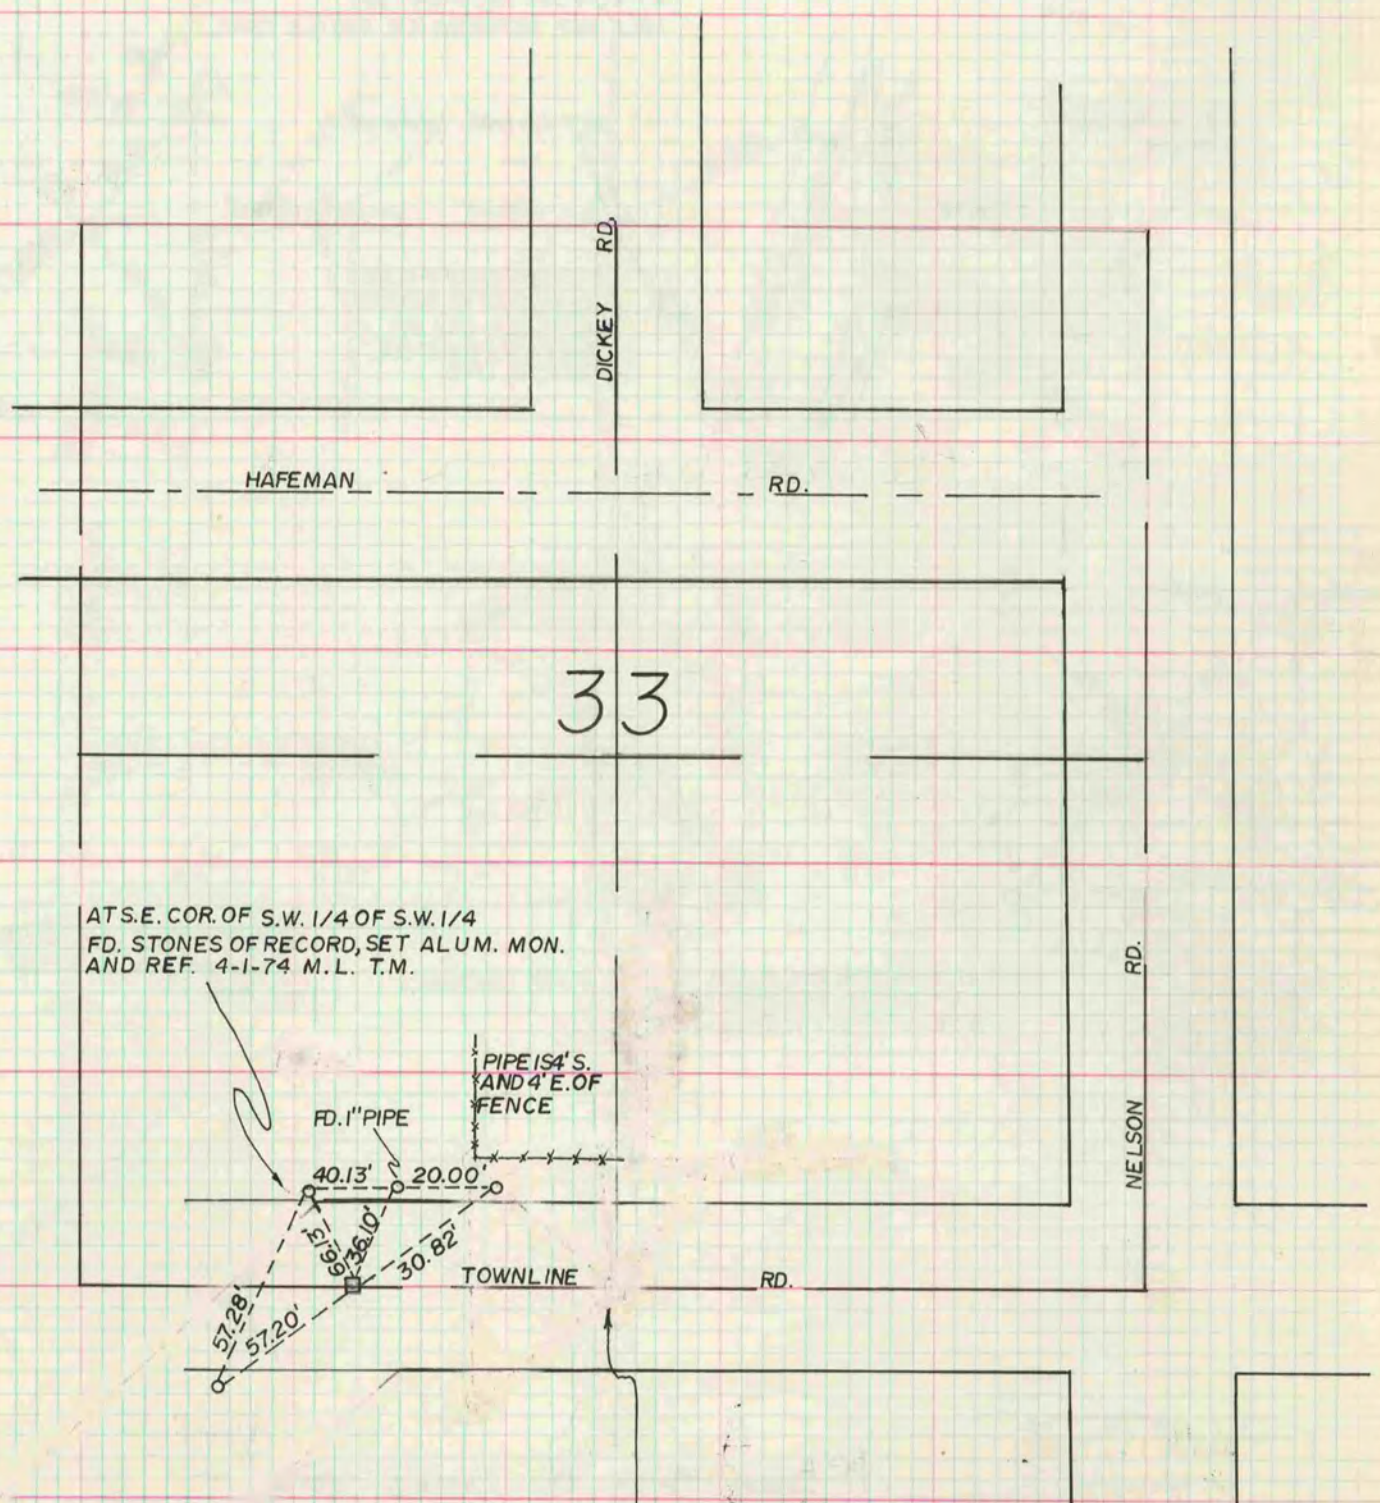 DICKEY RD.
HAFEMAN RD.
33
AT S.E. COR. OF S.W. 1/4 OF S.W. 1/4
FD. STONES OF RECORD, SET ALUM. MON.
AND REF. 4-1-74 M.L. T.M.
NELSON RD.
PIPE IS 4' S.
AND 4' E. OF
FENCE
FD. 1" PIPE
40.13' 20.00'
66.13'
36.10'
30.82'
TOWNLINE RD.
57.28'
57.20'